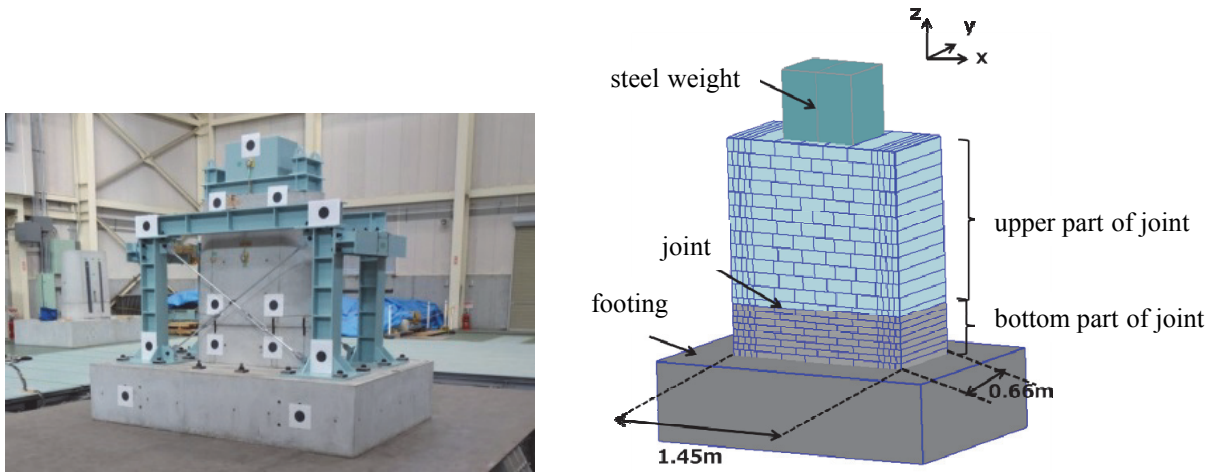 z
y
x
steel weight
upper part of joint
joint
footing
bottom part of joint
0.66m
1.45m